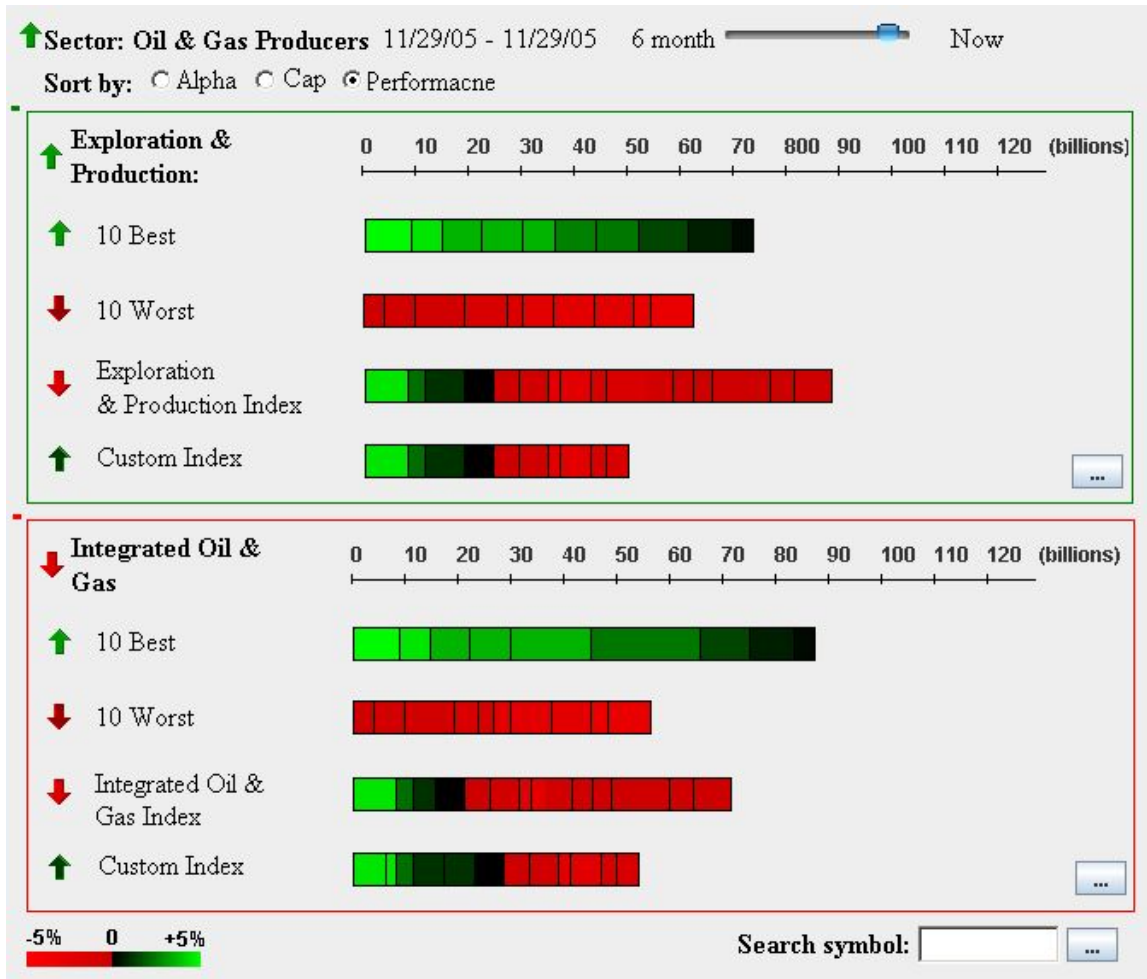 Sector: Oil & Gas Producers 11/29/05 - 11/29/05 6 month Now
Sort by: Alpha Cap Performacne
Exploration &
Production:
0 10 20 30 40 50 60 70 800 90 100 110 120 (billions)
10 Best
10 Worst
Exploration
& Production Index
Custom Index
...
Integrated Oil &
Gas
0 10 20 30 40 50 60 70 80 90 100 110 120 (billions)
10 Best
10 Worst
Integrated Oil &
Gas Index
Custom Index
...
-5% 0 +5%
Search symbol: ...